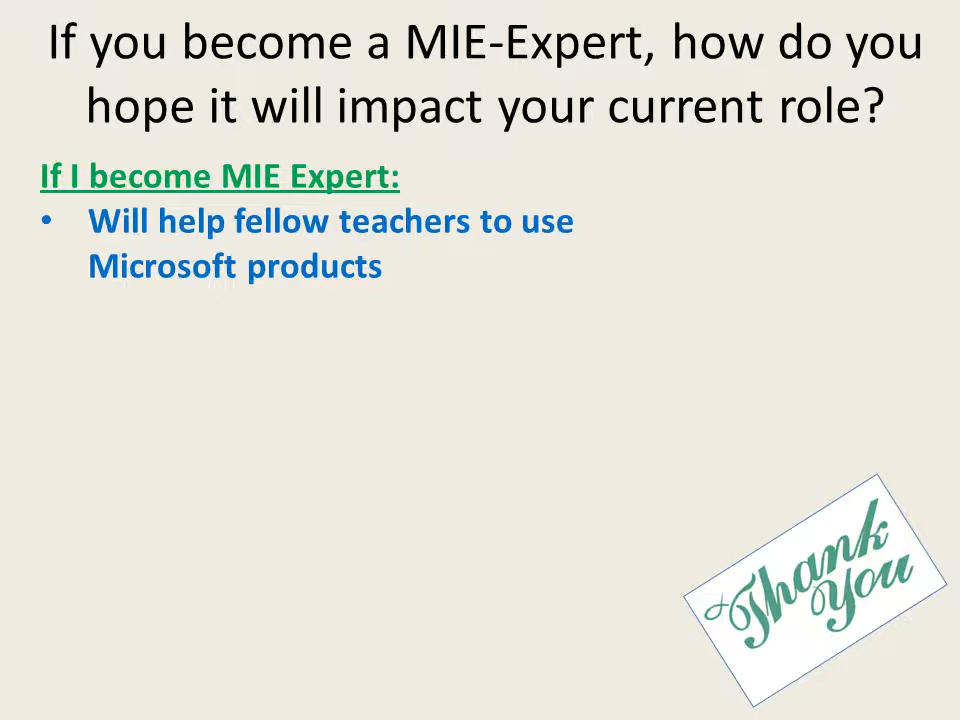 If you become a MIE-Expert, how do you
hope it will impact your current role?
If I become MIE Expert:
• Will help fellow teachers to use
Microsoft products
Thank
You